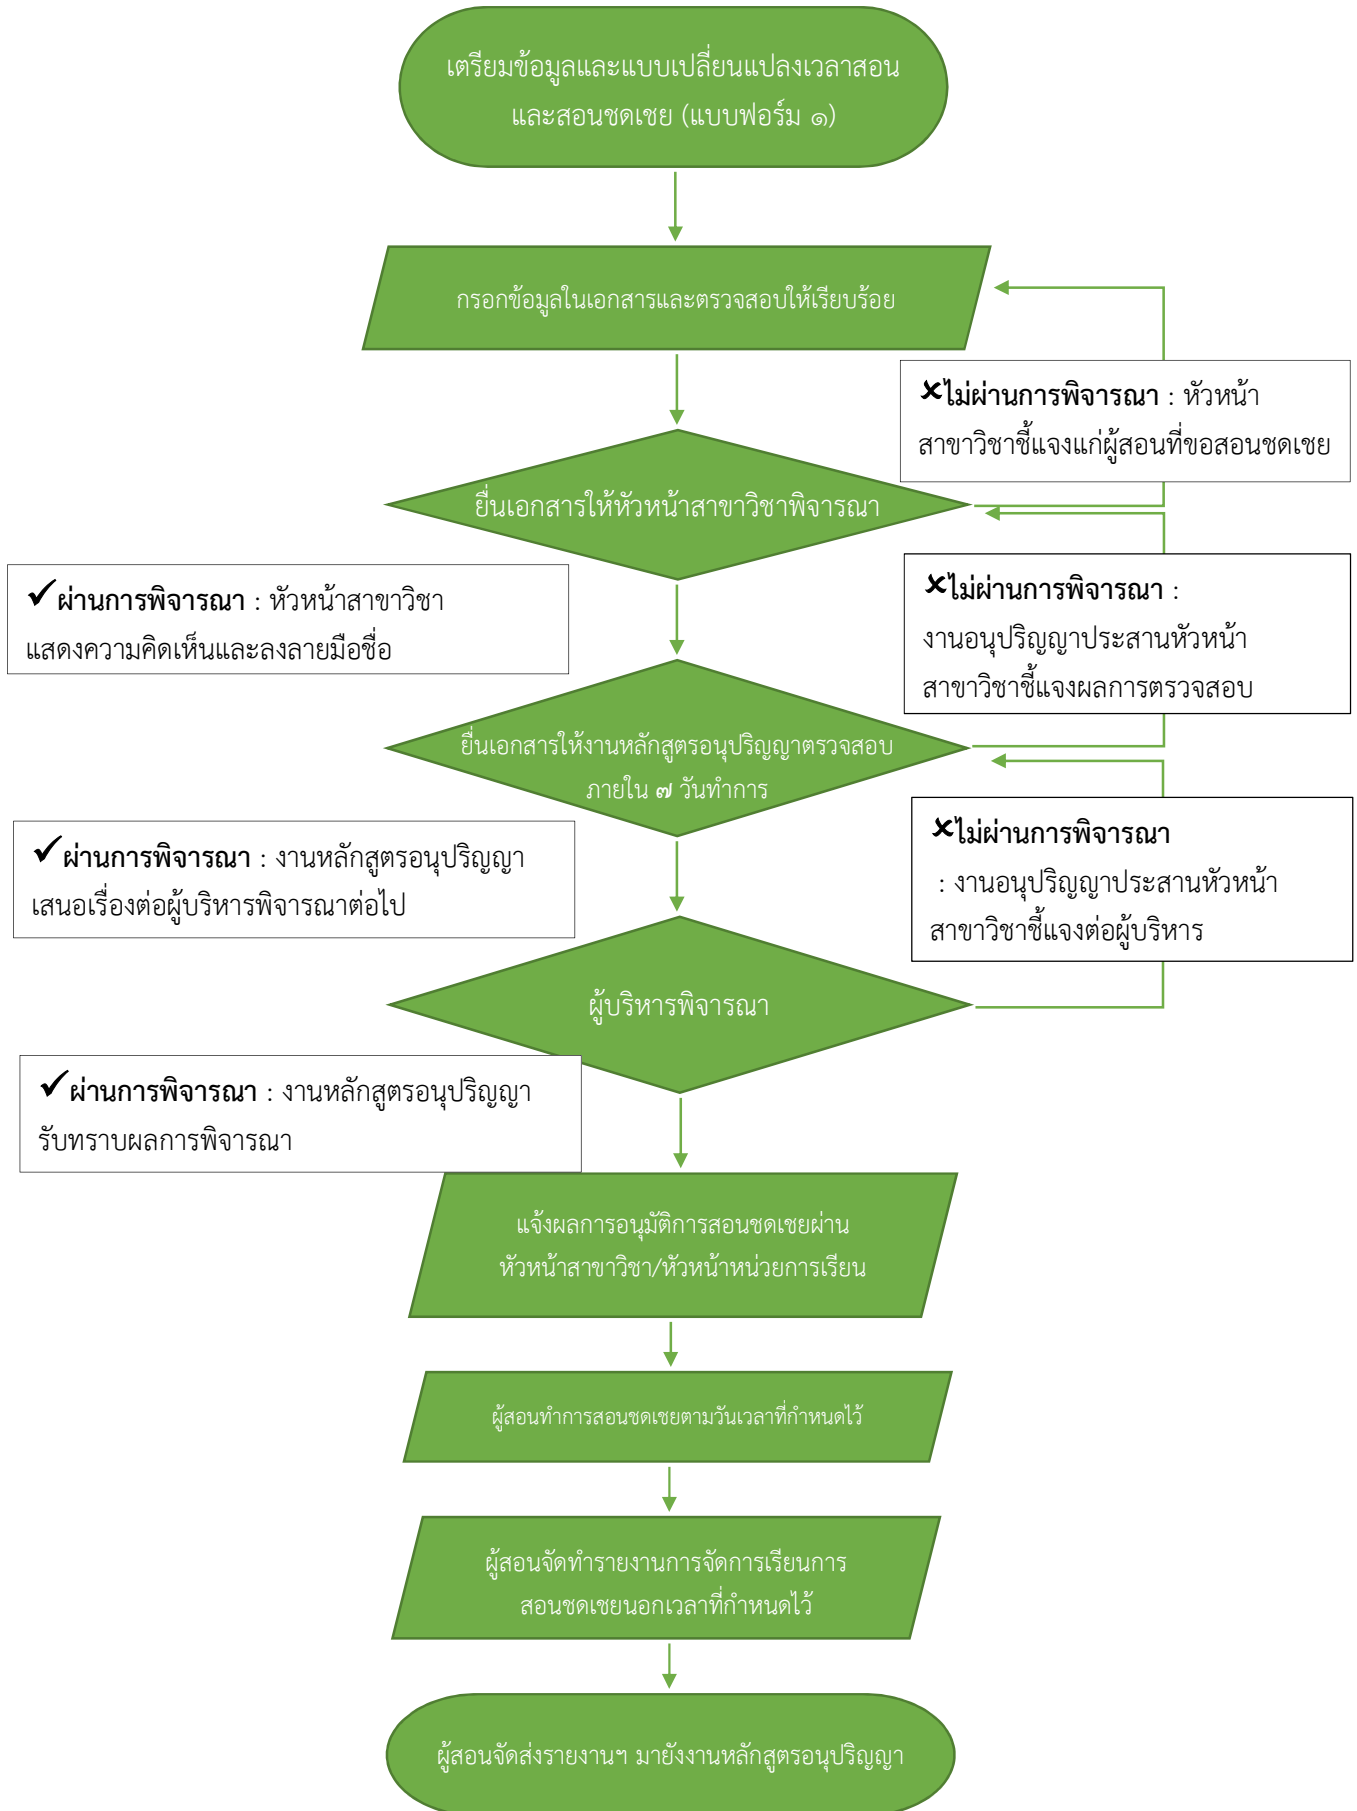 เตรียมข้อมูลและแบบเปลี่ยนแปลงเวลาสอน
และสอนชดเชย (แบบฟอร์ม ๑)
กรอกข้อมูลในเอกสารและตรวจสอบให้เรียบร้อย
✘ไม่ผ่านการพิจารณา : หัวหน้า
สาขาวิชาชี้แจงแก่ผู้สอนที่ขอสอนชดเชย
ยื่นเอกสารให้หัวหน้าสาขาวิชาพิจารณา
✓ผ่านการพิจารณา : หัวหน้าสาขาวิชา
แสดงความคิดเห็นและลงลายมือชื่อ
✘ไม่ผ่านการพิจารณา :
งานอนุปริญญาประสานหัวหน้า
สาขาวิชาชี้แจงผลการตรวจสอบ
ยื่นเอกสารให้งานหลักสูตรอนุปริญญาตรวจสอบ
ภายใน ๗ วันทำการ
✓ผ่านการพิจารณา : งานหลักสูตรอนุปริญญา
เสนอเรื่องต่อผู้บริหารพิจารณาต่อไป
✘ไม่ผ่านการพิจารณา
: งานอนุปริญญาประสานหัวหน้า
สาขาวิชาชี้แจงต่อผู้บริหาร
ผู้บริหารพิจารณา
✓ผ่านการพิจารณา : งานหลักสูตรอนุปริญญา
รับทราบผลการพิจารณา
แจ้งผลการอนุมัติการสอนชดเชยผ่าน
หัวหน้าสาขาวิชา/หัวหน้าหน่วยการเรียน
ผู้สอนทำการสอนชดเชยตามวันเวลาที่กำหนดไว้
ผู้สอนจัดทำรายงานการจัดการเรียนการ
สอนชดเชยนอกเวลาที่กำหนดไว้
ผู้สอนจัดส่งรายงานฯ มายังงานหลักสูตรอนุปริญญา